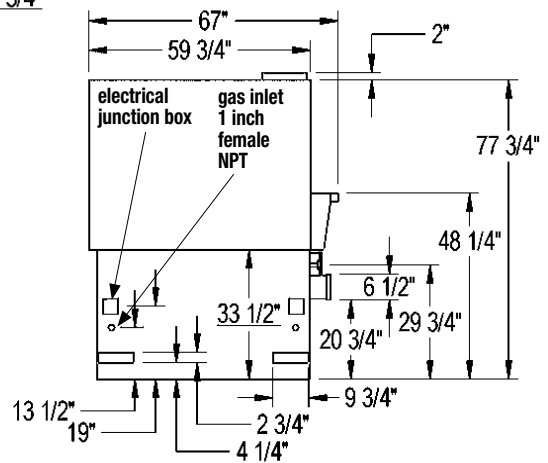 67"
59 3/4"
2"
electrical
junction box
gas inlet
1 inch
female
NPT
77 3/4"
48 1/4"
6 1/2"
33 1/2"
29 3/4"
20 3/4"
13 1/2"
19"
2 3/4"
4 1/4"
9 3/4"